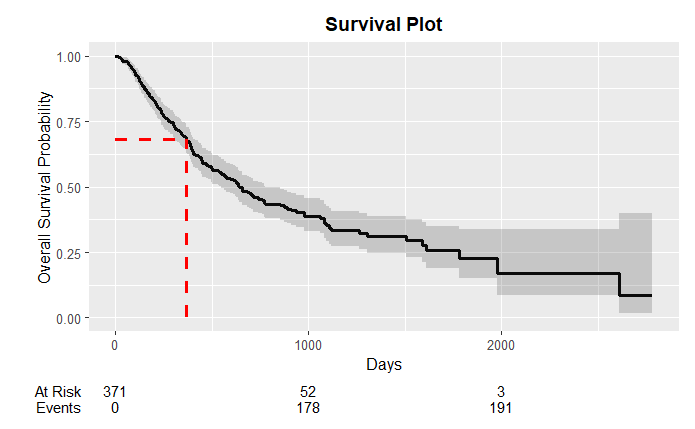 Survival Plot
Overall Survival Probability
1.00
0.75
0.50
0.25
0.00
0 1000 2000
Days
At Risk 371 52 3
Events 0 178 191